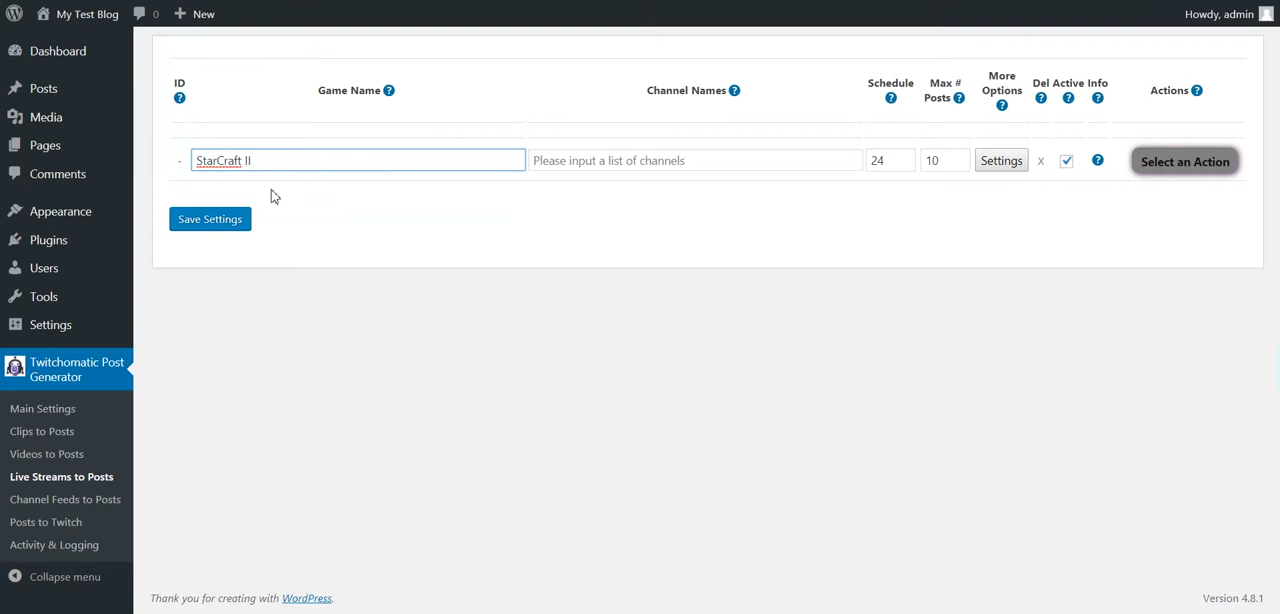 My Test Blog 0 New Howdy, admin
Dashboard
Posts
Media
Pages
Comments
Appearance
Plugins
Users
Tools
Settings
Twitchomatic Post
Generator
Main Settings
Clips to Posts
Videos to Posts
Live Streams to Posts
Channel Feeds to Posts
Posts to Twitch
Activity & Logging
Collapse menu
ID Game Name Channel Names Schedule Max # Posts More Options Del Active Info Actions
- StarCraft II Please input a list of channels 24 10 Settings X Select an Action
Save Settings
Thank you for creating with WordPress. Version 4.8.1